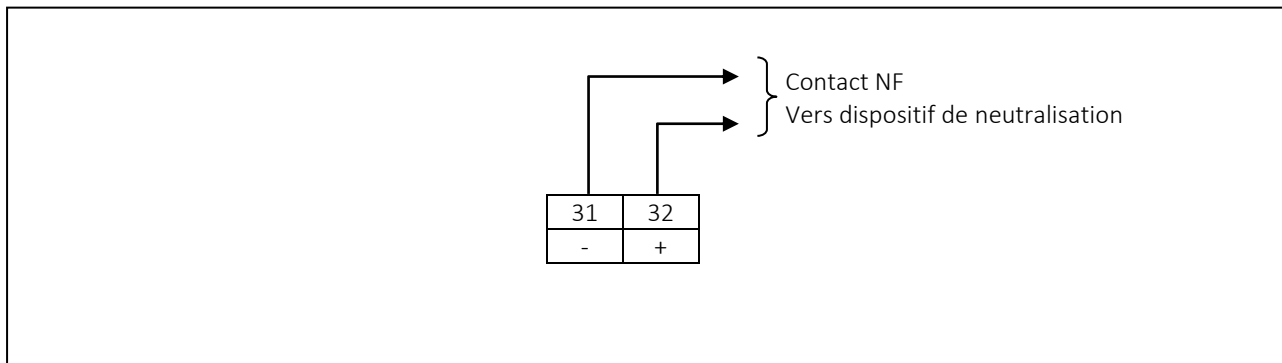 Contact NF
Vers dispositif de neutralisation
31 32
- +